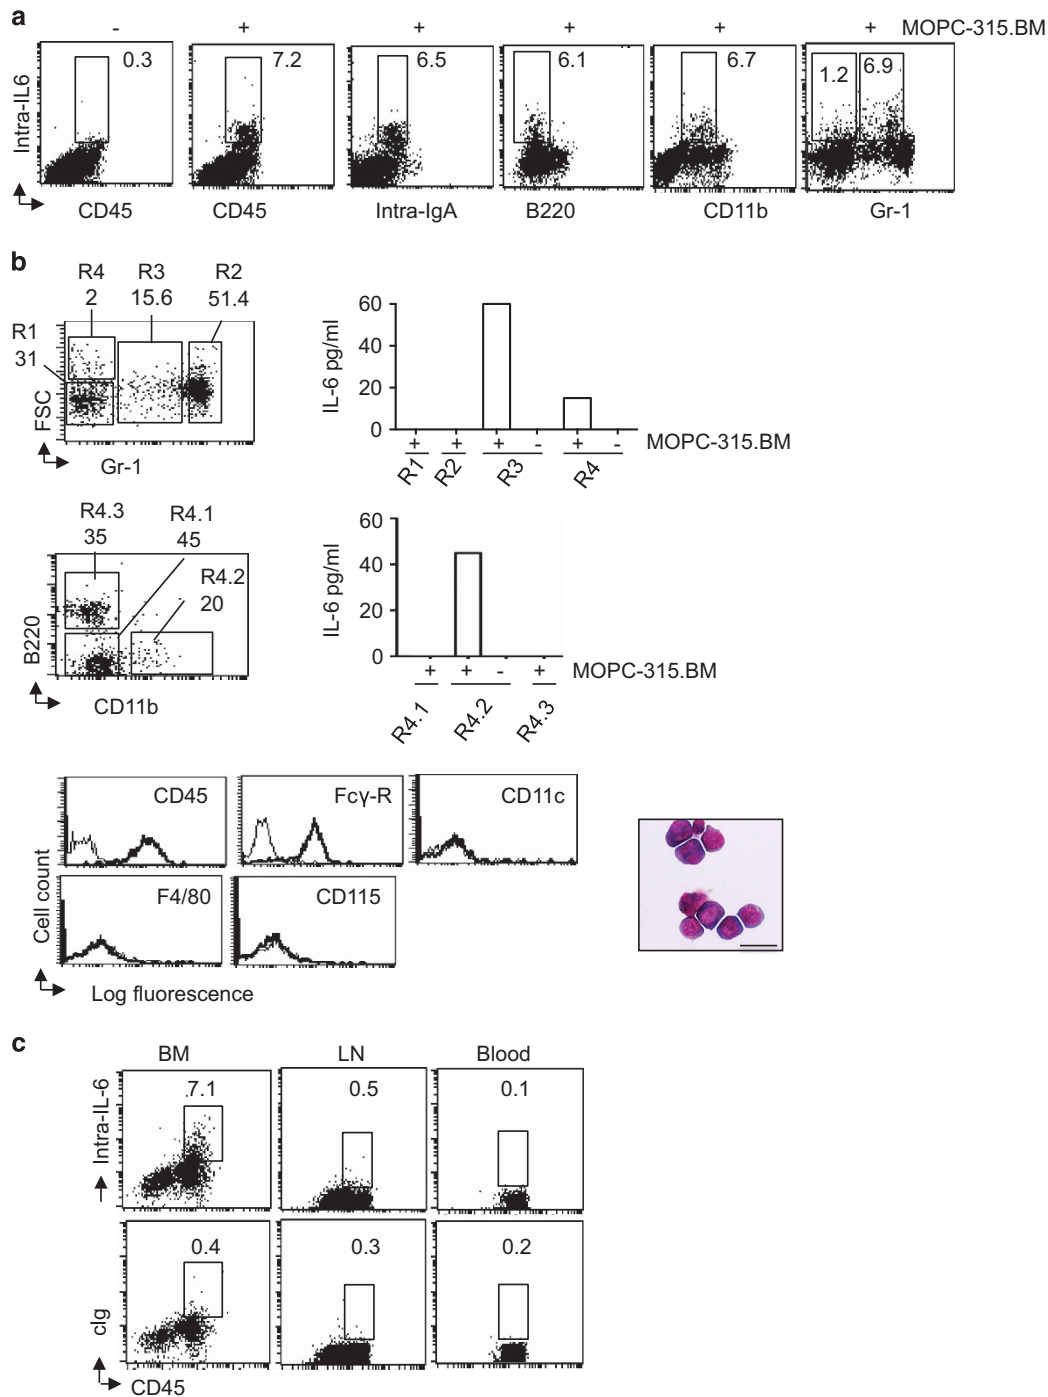 a
- + + + + + MOPC-315.BM
0.3 7.2 6.5 6.1 6.7 1.2 6.9
Intra-IL6
CD45 CD45 Intra-IgA B220 CD11b Gr-1
b
R4 R3 R2
2 15.6 51.4
R1
31
FSC
Gr-1
60
40
20
0
IL-6 pg/ml
+ + + - + - MOPC-315.BM
R1 R2 R3 R4
R4.3 R4.1
35 45
R4.2
20
B220
CD11b
60
40
20
0
IL-6 pg/ml
+ + - + MOPC-315.BM
R4.1 R4.2 R4.3
CD45 Fcγ-R CD11c
F4/80 CD115
Cell count
Log fluorescence
c
BM LN Blood
7.1 0.5 0.1
Intra-IL-6
0.4 0.3 0.2
cIg
CD45